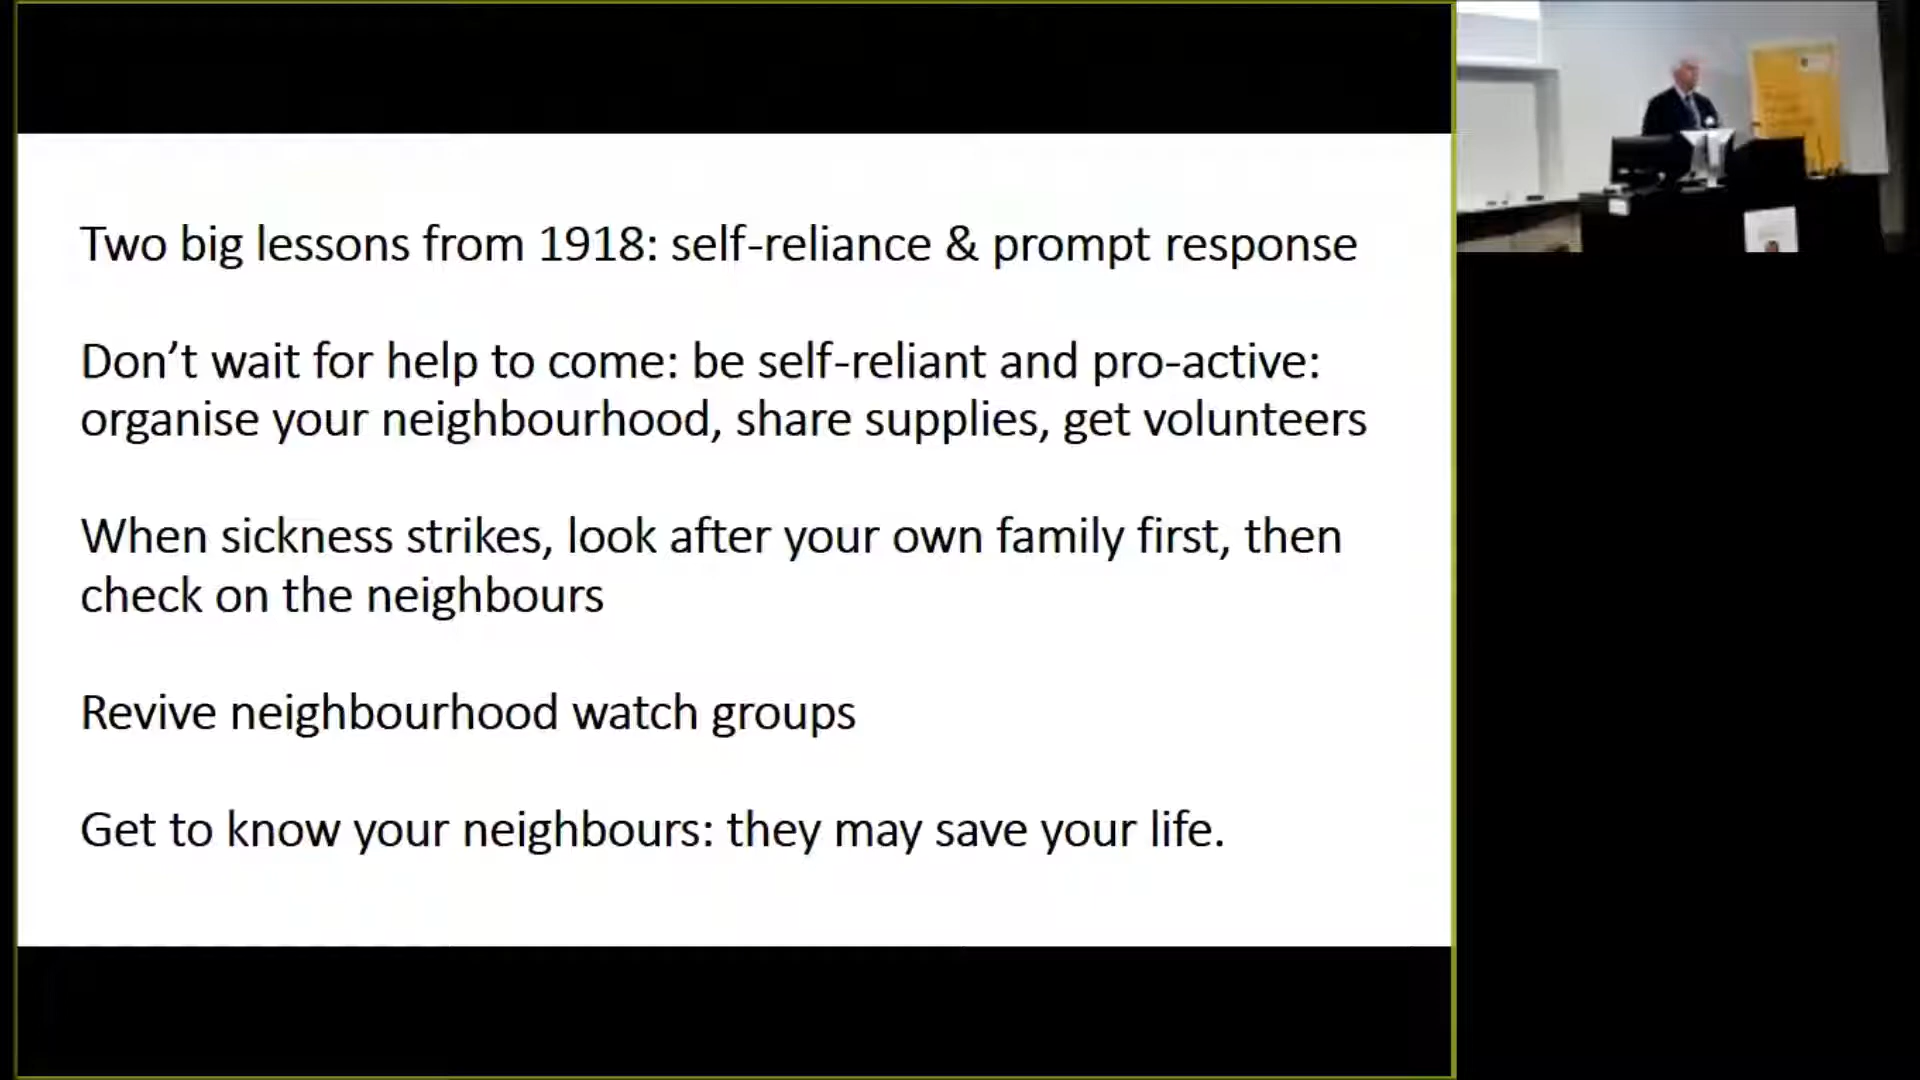 Two big lessons from 1918: self-reliance & prompt response
Don’t wait for help to come: be self-reliant and pro-active:
organise your neighbourhood, share supplies, get volunteers
When sickness strikes, look after your own family first, then
check on the neighbours
Revive neighbourhood watch groups
Get to know your neighbours: they may save your life.